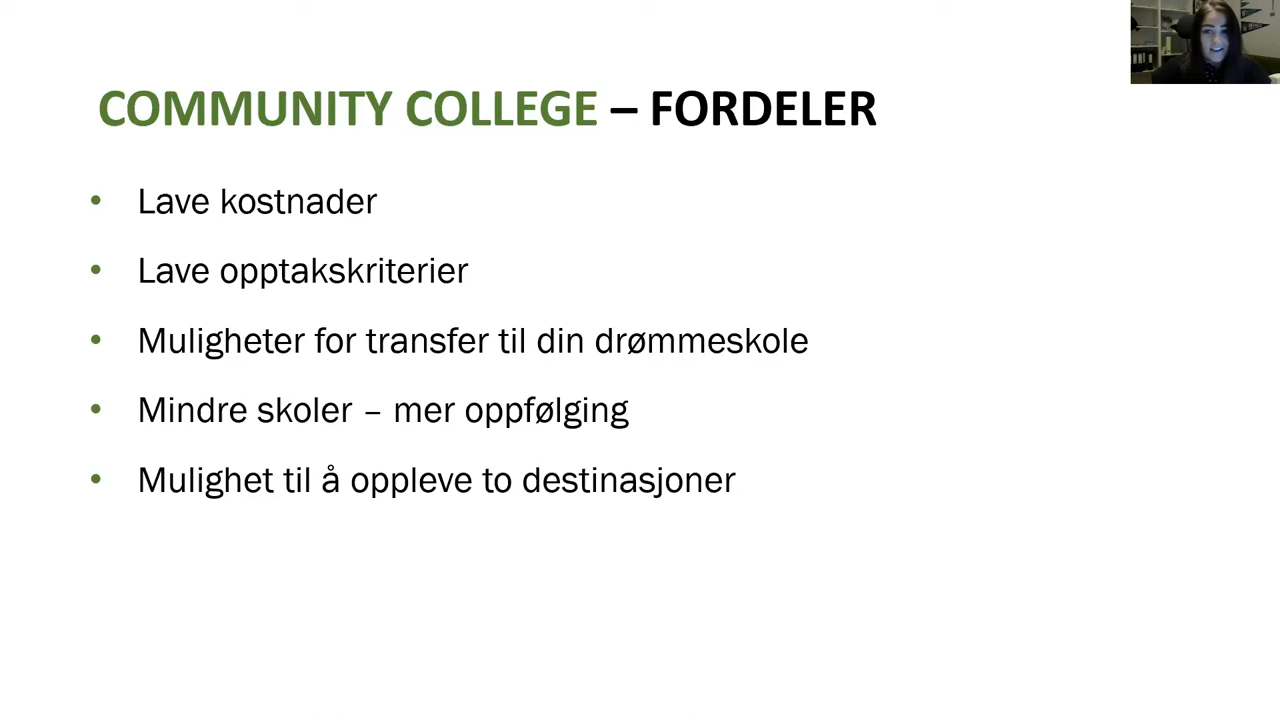 COMMUNITY COLLEGE – FORDELER
• Lave kostnader
• Lave opptakskriterier
• Muligheter for transfer til din drømmeskole
• Mindre skoler – mer oppfølging
• Mulighet til å oppleve to destinasjoner